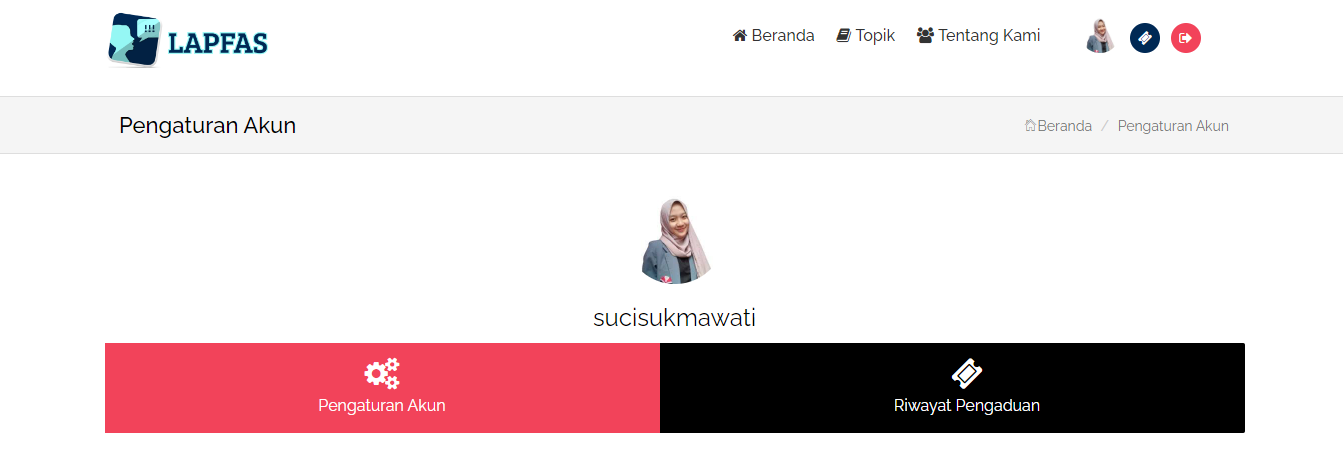 !!!
LAPFAS
Beranda Topik Tentang Kami
Pengaturan Akun
Beranda / Pengaturan Akun
sucisukmawati
Pengaturan Akun
Riwayat Pengaduan